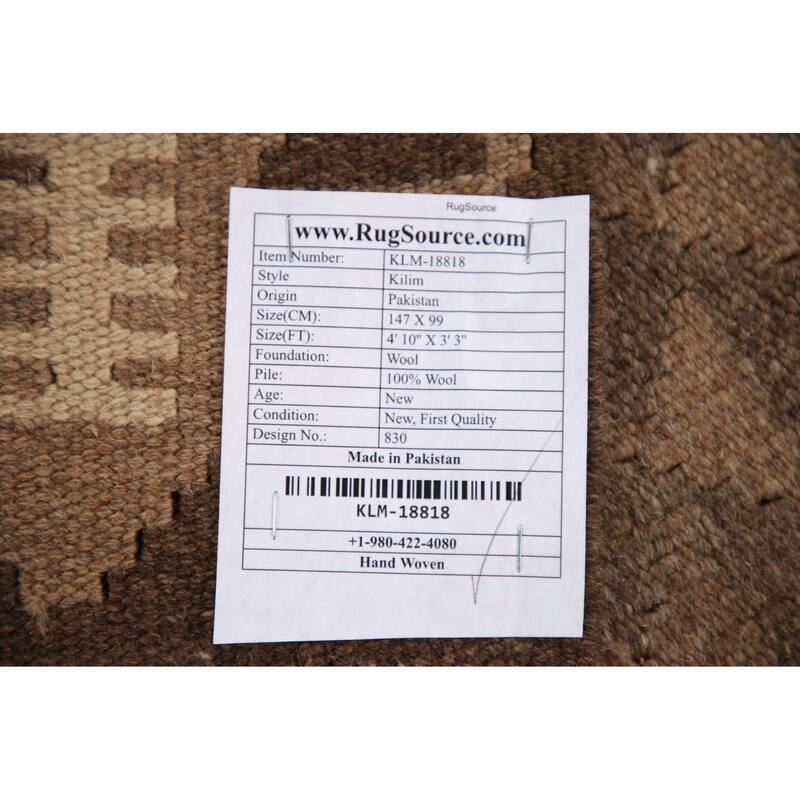 RugSource
www.RugSource.com
Item Number: KLM-18818
Style Kilim
Origin Pakistan
Size(CM): 147 X 99
Size(FT): 4' 10" X 3' 3"
Foundation: Wool
Pile: 100% Wool
Age: New
Condition: New, First Quality
Design No.: 830
Made in Pakistan
KLM-18818
+1-980-422-4080
Hand Woven